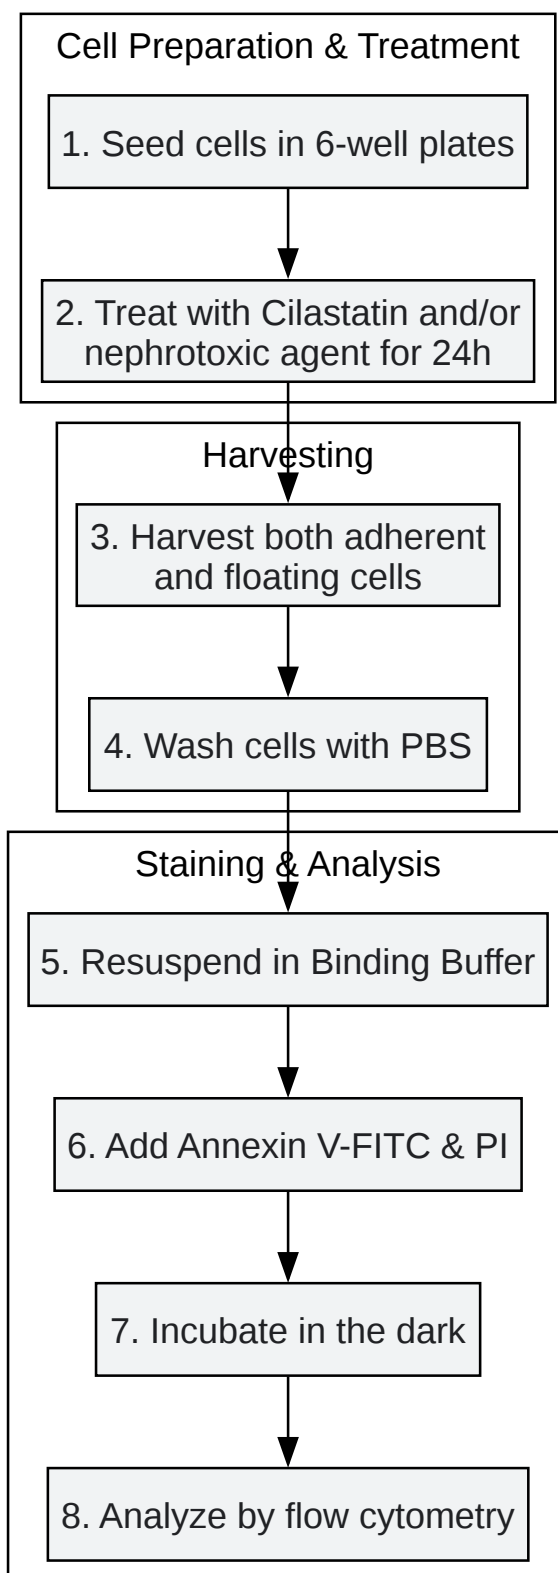 Cell Preparation & Treatment
1. Seed cells in 6-well plates
2. Treat with Cilastatin and/or
nephrotoxic agent for 24h
Harvesting
3. Harvest both adherent
and floating cells
4. Wash cells with PBS
Staining & Analysis
5. Resuspend in Binding Buffer
6. Add Annexin V-FITC & PI
7. Incubate in the dark
8. Analyze by flow cytometry